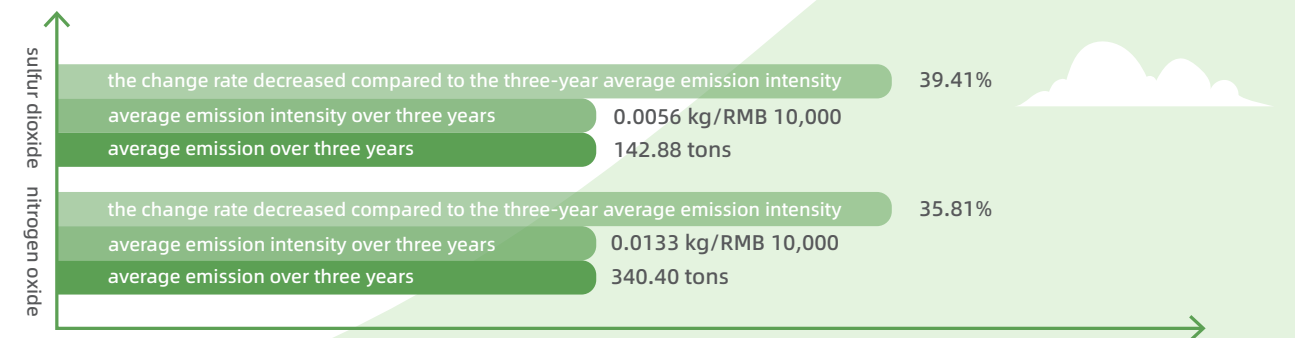 sulfur dioxide
the change rate decreased compared to the three-year average emission intensity 39.41%
average emission intensity over three years 0.0056 kg/RMB 10,000
average emission over three years 142.88 tons
nitrogen oxide
the change rate decreased compared to the three-year average emission intensity 35.81%
average emission intensity over three years 0.0133 kg/RMB 10,000
average emission over three years 340.40 tons